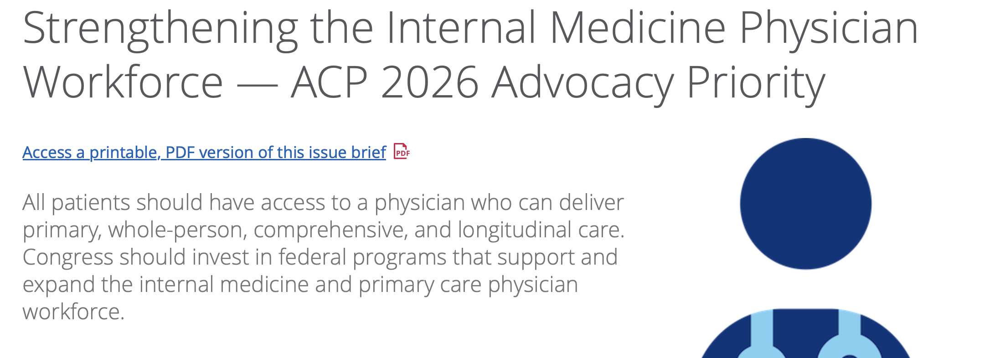 Strengthening the Internal Medicine Physician
Workforce — ACP 2026 Advocacy Priority
Access a printable, PDF version of this issue brief PDF
All patients should have access to a physician who can deliver
primary, whole-person, comprehensive, and longitudinal care.
Congress should invest in federal programs that support and
expand the internal medicine and primary care physician
workforce.